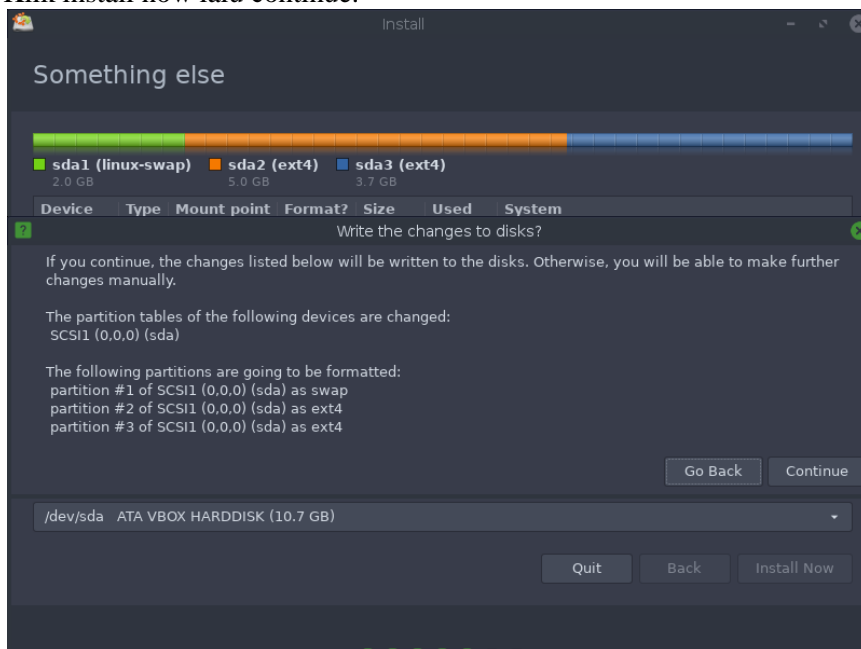 Install
Something else
sda1 (linux-swap) sda2 (ext4) sda3 (ext4)
2.0 GB 5.0 GB 3.7 GB
Device Type Mount point Format? Size Used System
Write the changes to disks?
If you continue, the changes listed below will be written to the disks. Otherwise, you will be able to make further
changes manually.
The partition tables of the following devices are changed:
SCSI1 (0,0,0) (sda)
The following partitions are going to be formatted:
partition #1 of SCSI1 (0,0,0) (sda) as swap
partition #2 of SCSI1 (0,0,0) (sda) as ext4
partition #3 of SCSI1 (0,0,0) (sda) as ext4
Go Back Continue
/dev/sda ATA VBOX HARDDISK (10.7 GB)
Quit Back Install Now